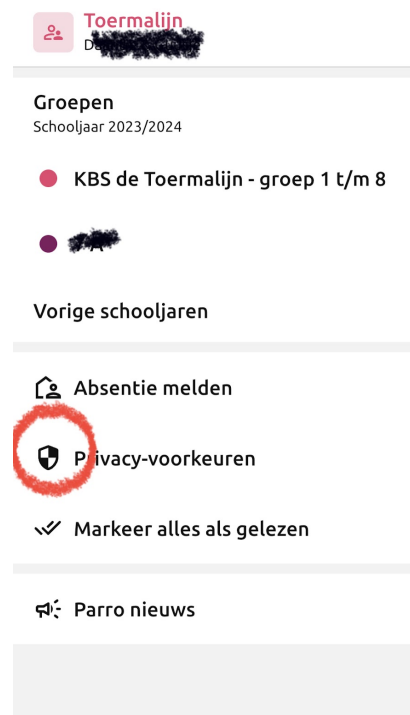 Toermalijn
Groepen
Schooljaar 2023/2024
KBS de Toermalijn - groep 1 t/m 8
Vorige schooljaren
Absentie melden
Privacy-voorkeuren
Markeer alles als gelezen
Parro nieuws